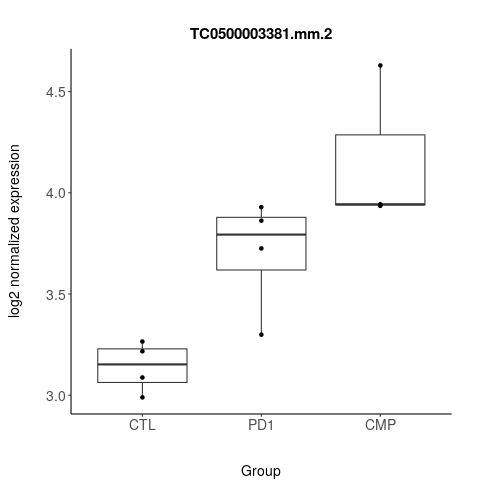 TC0500003381.mm.2
log2 normalized expression
4.5
4.0
3.5
3.0
CTL PD1 CMP
Group